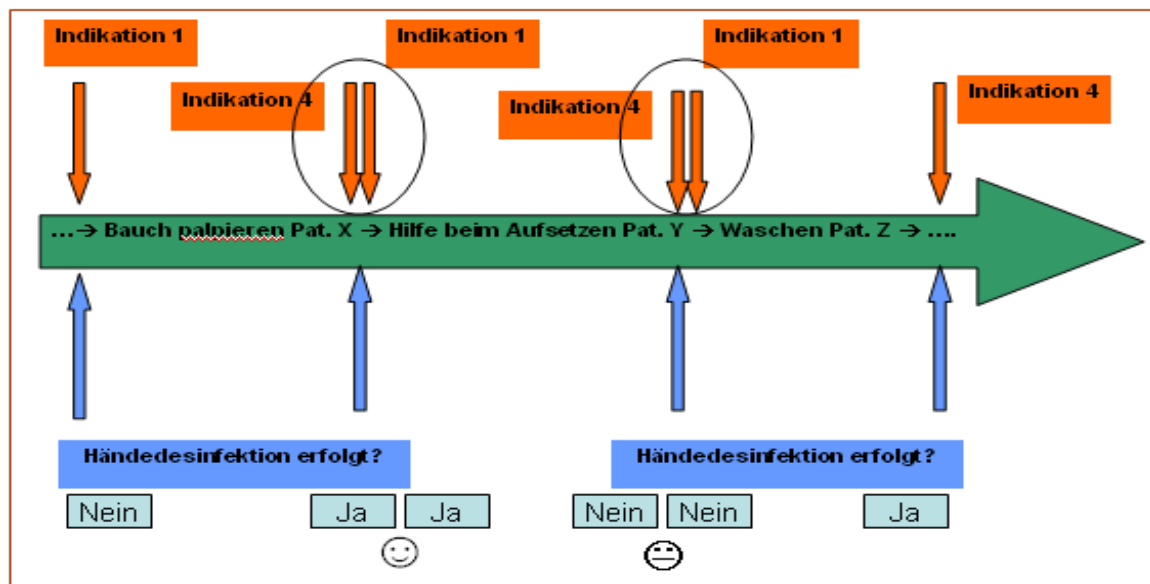 Indikation 1
Indikation 1
Indikation 1
Indikation 4
Indikation 4
Indikation 4
...→ Bauch palpieren Pat. X → Hilfe beim Aufsetzen Pat. Y → Waschen Pat. Z → ....
Händedesinfektion erfolgt?
Händedesinfektion erfolgt?
Nein
Ja
Ja
Nein
Nein
Ja